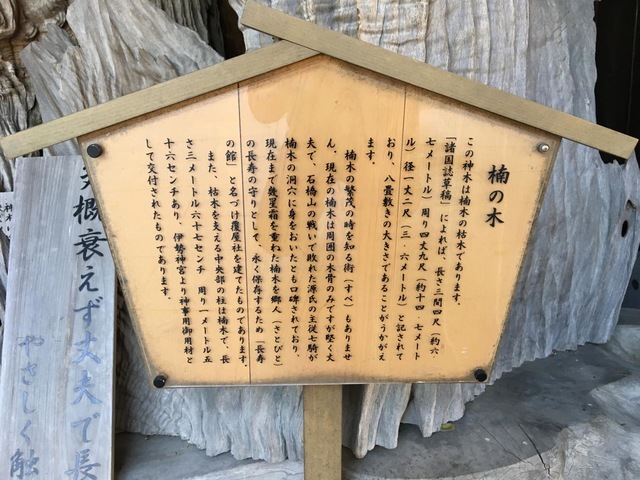 楠の木
この神木は楠木の枯木であります。
「諸国誌草稿」によれば、長さ三間四尺（約六
七メートル）周り四丈九尺（約十四・七メート
ル）径一丈二尺（三・六メートル）と記されて
おり、八畳敷きの大きさであることがうかがえ
ます。
楠木の繁茂の時を知る術（すべ）もありませ
ん。現在の楠木は周囲の木骨のみですが堅く丈
夫で、石橋山の戦いで敗れた源氏の主従七騎が
楠木の洞穴に身をおいたとも口碑されており、
現在まで幾星霜を重ねた楠木を郷人（さとびと）
の長寿の守りとして、永く保存するため「長寿
の館」と名づけ覆屋社を建てたものであります。
また、枯木を支える中央部の柱は楠木で、長
さ三メートル六十七センチ　周り一メートル五
十六センチあり、伊勢神宮より神事用御用材と
して交付されたものであります。
根衰えず丈夫で長
やさしく触
神木